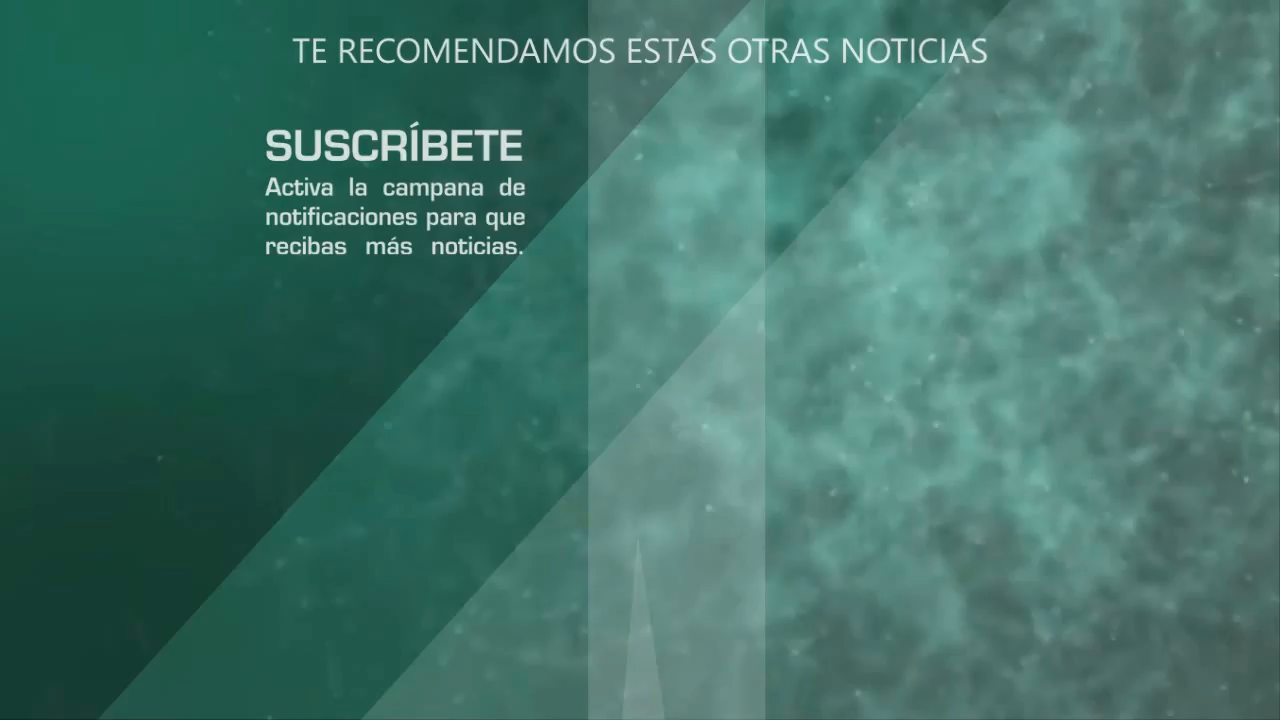 TE RECOMENDAMOS ESTAS OTRAS NOTICIAS
SUSCRÍBETE
Activa la campana de
notificaciones para que
recibas más noticias.